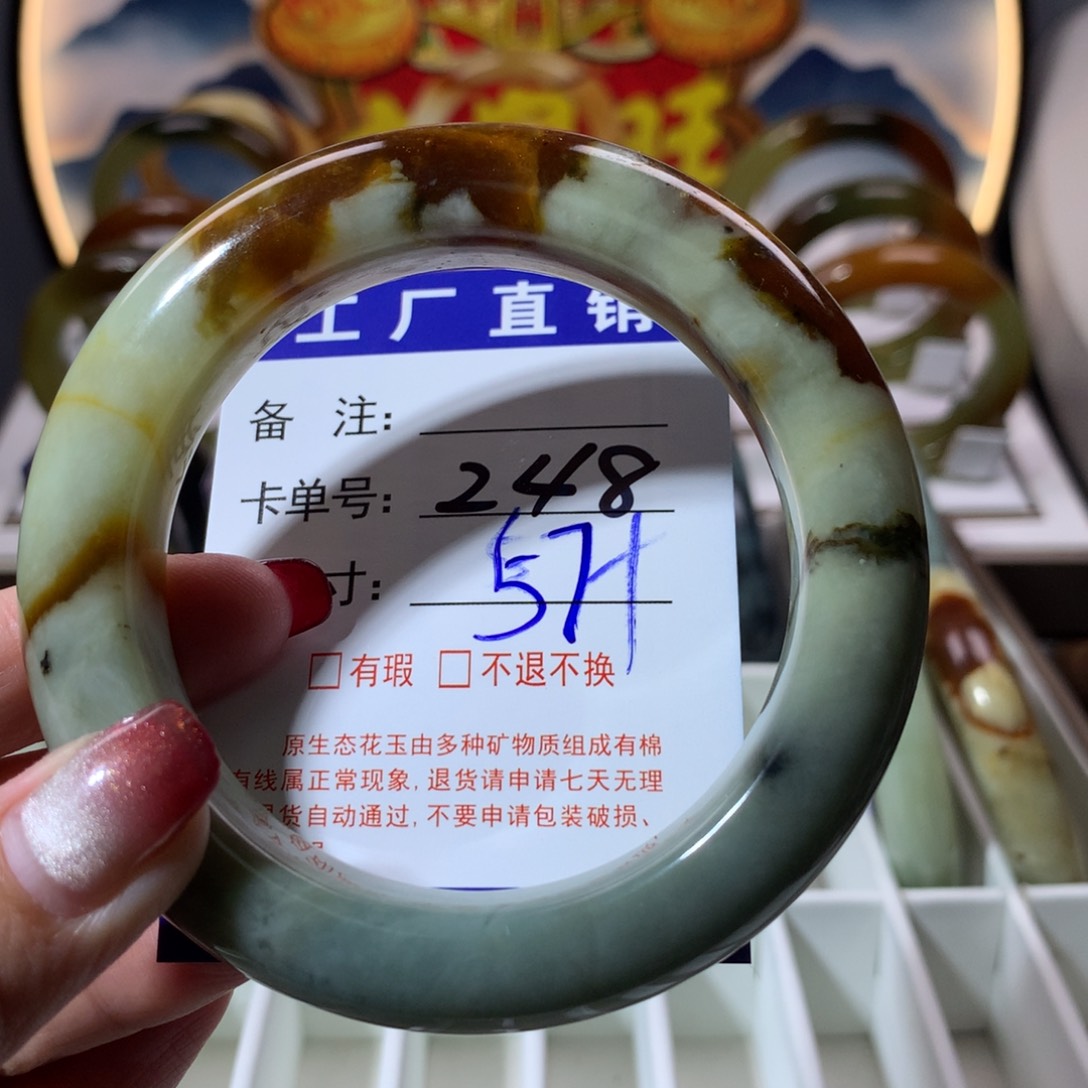 旺
工厂直销
备 注:
卡单号: 248
寸: 57
□有瑕 □不退不换
原生态花玉由多种矿物质组成有棉
有线属正常现象,退货请申请七天无理
货自动通过,不要申请包装破损、